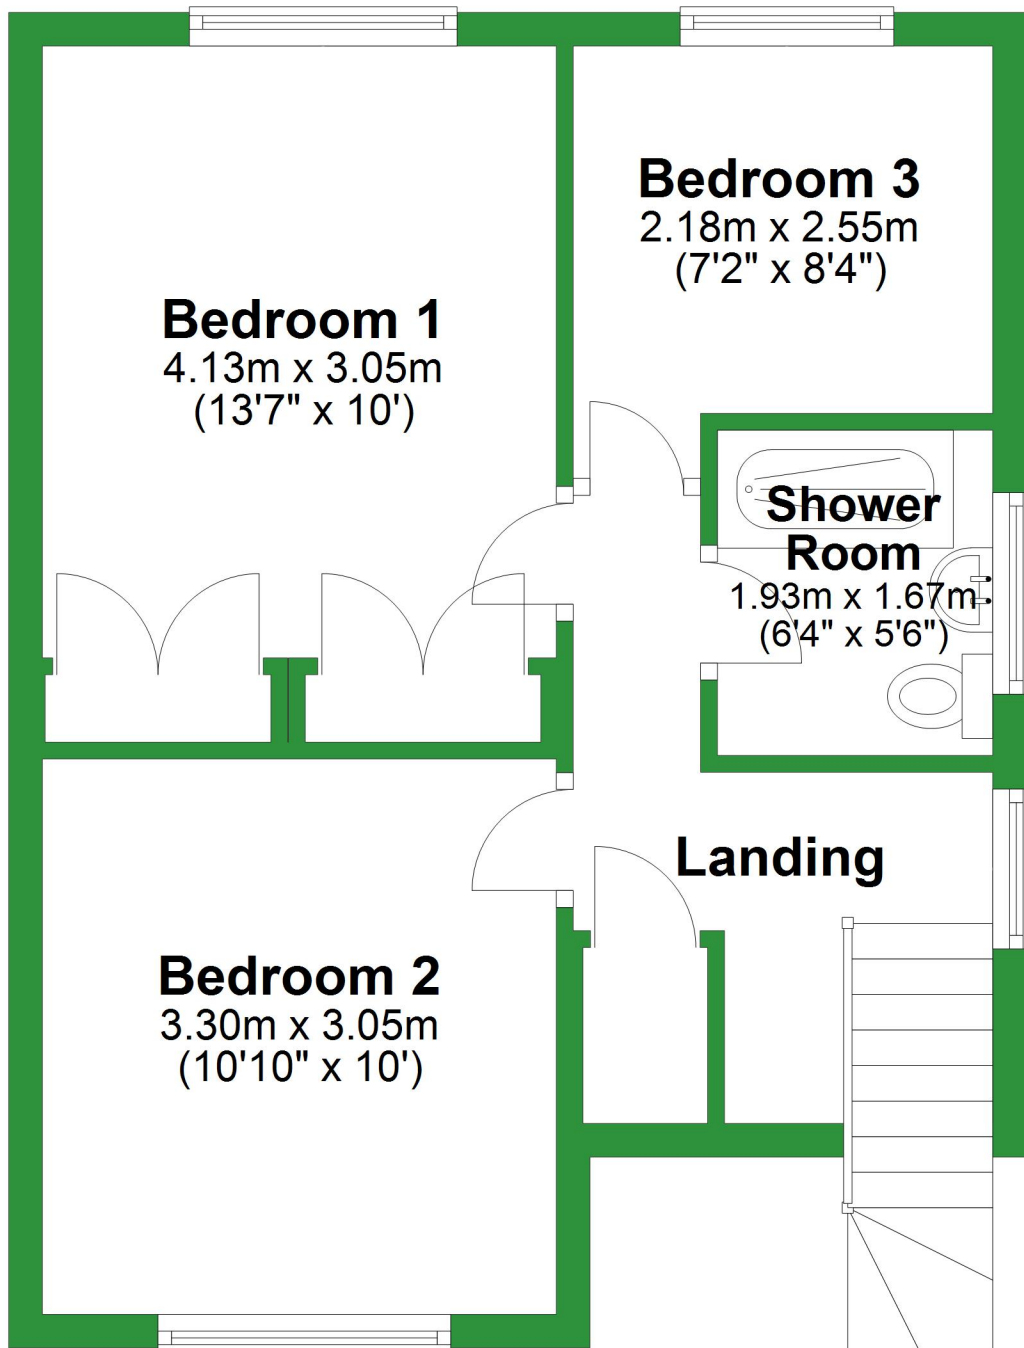 Bedroom 1
4.13m x 3.05m
(13'7" x 10')
Bedroom 3
2.18m x 2.55m
(7'2" x 8'4")
Shower
Room
1.93m x 1.67m
(6'4" x 5'6")
Landing
Bedroom 2
3.30m x 3.05m
(10'10" x 10')